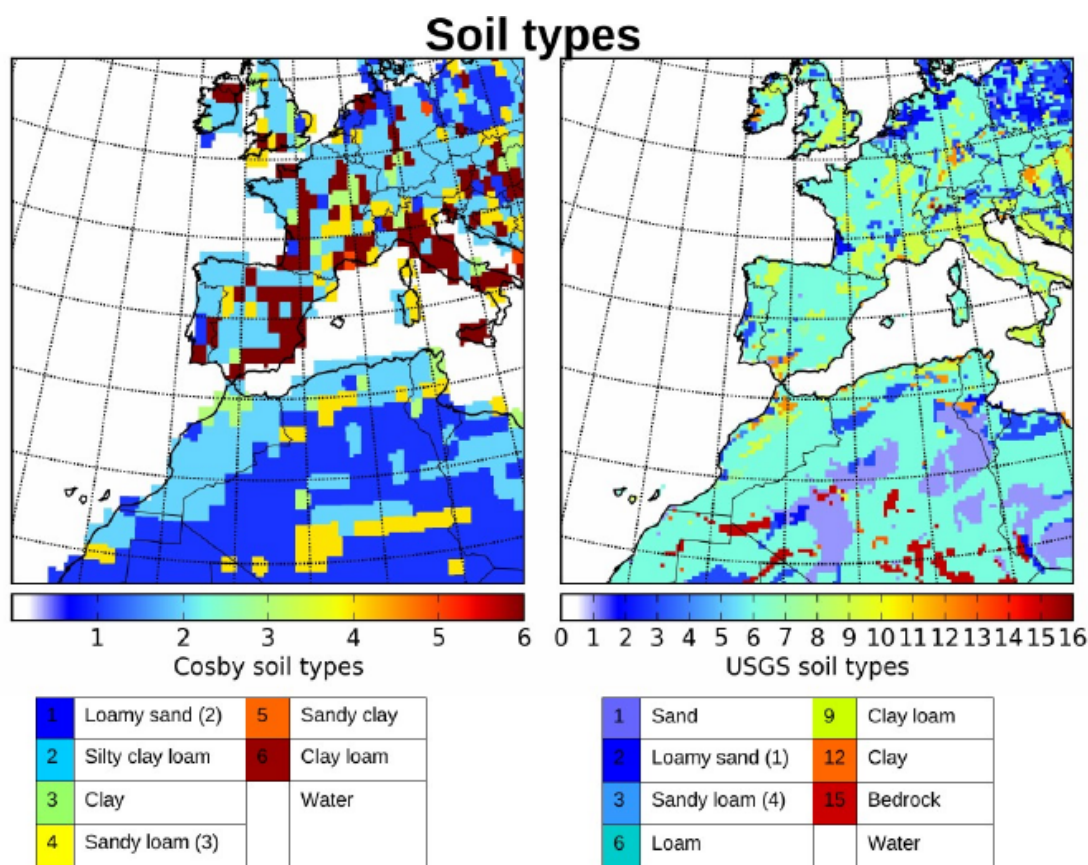 Soil types
1 2 3 4 5 6
Cosby soil types
0 1 2 3 4 5 6 7 8 9 10 11 12 13 14 15 16
USGS soil types
1 Loamy sand (2) 5 Sandy clay
2 Silty clay loam 6 Clay loam
3 Clay Water
4 Sandy loam (3)
1 Sand 9 Clay loam
2 Loamy sand (1) 12 Clay
3 Sandy loam (4) 15 Bedrock
6 Loam Water